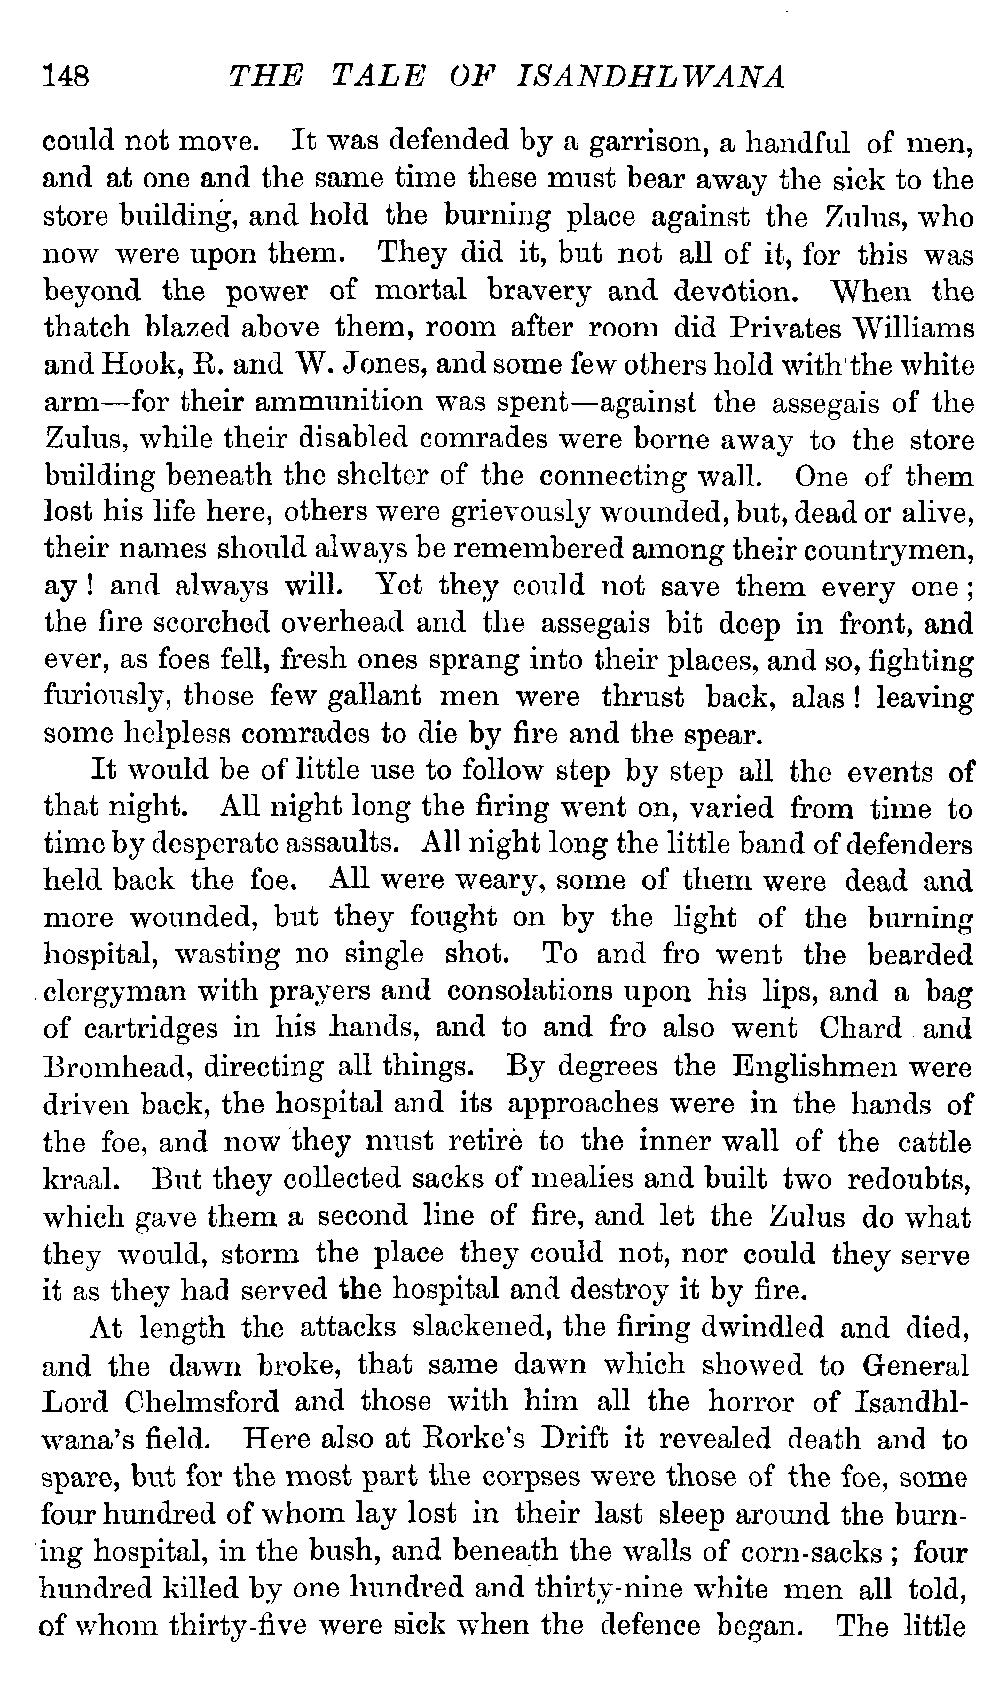 148 THE TALE OF ISANDHLWANA
could not move. It was defended by a garrison, a handful of men,
and at one and the same time these must bear away the sick to the
store building, and hold the burning place against the Zulus, who
now were upon them. They did it, but not all of it, for this was
beyond the power of mortal bravery and devotion. When the
thatch blazed above them, room after room did Privates Williams
and Hook, R. and W. Jones, and some few others hold with the white
arm—for their ammunition was spent—against the assegais of the
Zulus, while their disabled comrades were borne away to the store
building beneath the shelter of the connecting wall. One of them
lost his life here, others were grievously wounded, but, dead or alive,
their names should always be remembered among their countrymen,
ay! and always will. Yet they could not save them every one;
the fire scorched overhead and the assegais bit deep in front, and
ever, as foes fell, fresh ones sprang into their places, and so, fighting
furiously, those few gallant men were thrust back, alas! leaving
some helpless comrades to die by fire and the spear.
It would be of little use to follow step by step all the events of
that night. All night long the firing went on, varied from time to
time by desperate assaults. All night long the little band of defenders
held back the foe. All were weary, some of them were dead and
more wounded, but they fought on by the light of the burning
hospital, wasting no single shot. To and fro went the bearded
clergyman with prayers and consolations upon his lips, and a bag
of cartridges in his hands, and to and fro also went Chard and
Bromhead, directing all things. By degrees the Englishmen were
driven back, the hospital and its approaches were in the hands of
the foe, and now they must retire to the inner wall of the cattle
kraal. But they collected sacks of mealies and built two redoubts,
which gave them a second line of fire, and let the Zulus do what
they would, storm the place they could not, nor could they serve
it as they had served the hospital and destroy it by fire.
At length the attacks slackened, the firing dwindled and died,
and the dawn broke, that same dawn which showed to General
Lord Chelmsford and those with him all the horror of Isandhl-
wana's field. Here also at Rorke's Drift it revealed death and to
spare, but for the most part the corpses were those of the foe, some
four hundred of whom lay lost in their last sleep around the burn-
ing hospital, in the bush, and beneath the walls of corn-sacks; four
hundred killed by one hundred and thirty-nine white men all told,
of whom thirty-five were sick when the defence began. The little